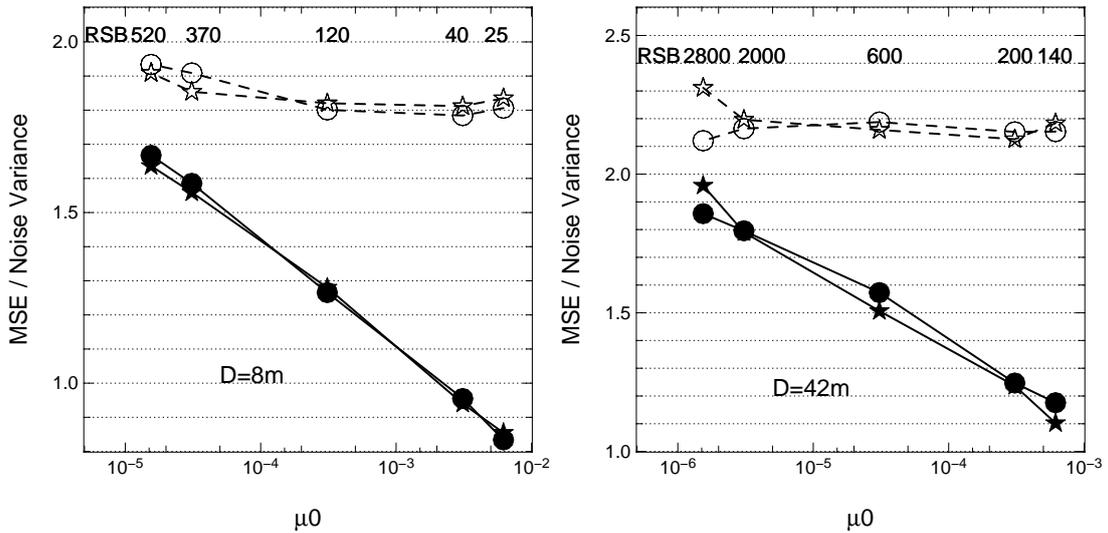 RSB 520 370 120 40 25
2.0
1.5
1.0
MSE / Noise Variance
D=8m
10⁻⁵ 10⁻⁴ 10⁻³ 10⁻²
μ0
RSB 2800 2000 600 200 140
2.5
2.0
1.5
1.0
MSE / Noise Variance
D=42m
10⁻⁶ 10⁻⁵ 10⁻⁴ 10⁻³
μ0